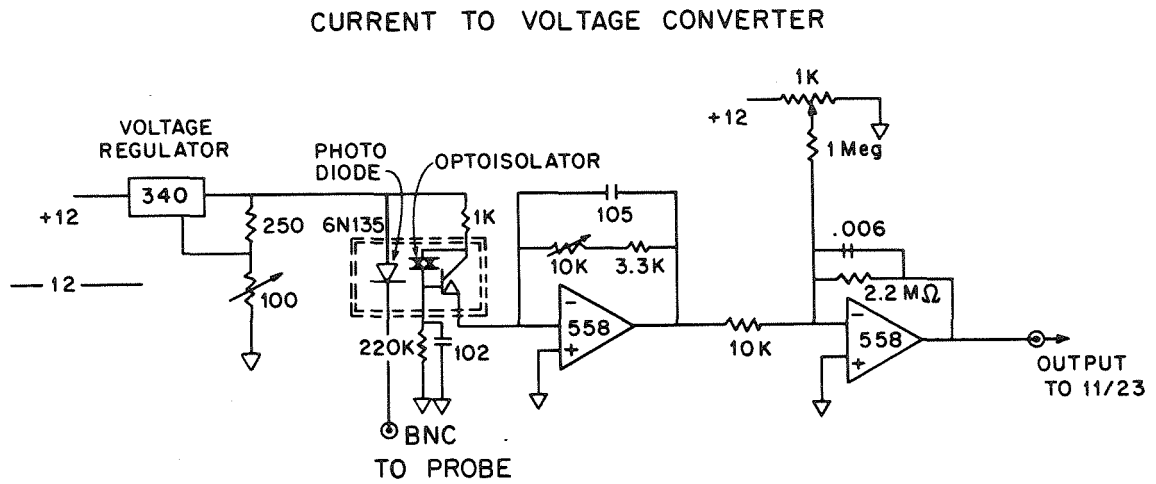 CURRENT TO VOLTAGE CONVERTER
1K
+12
VOLTAGE
REGULATOR
PHOTO
DIODE
OPTOISOLATOR
1 Meg
340
+12
250
6N135
1K
105
.006
10K
3.3K
-12
100
2.2 MΩ
558
-
+
558
-
+
220K
102
10K
OUTPUT
TO 11/23
BNC
TO PROBE